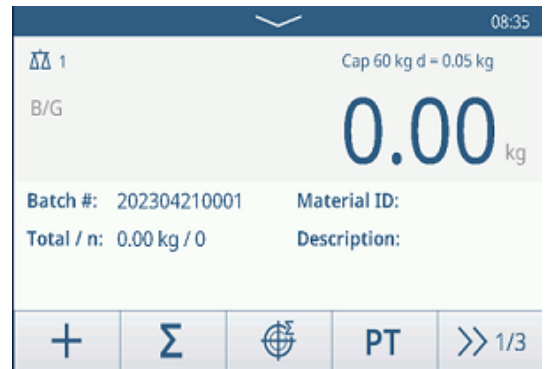 08:35
1 Cap 60 kg d = 0.05 kg
B/G
0.00 kg
Batch #: 202304210001 Material ID:
Total / n: 0.00 kg / 0 Description:
+ Σ Σ PT >> 1/3